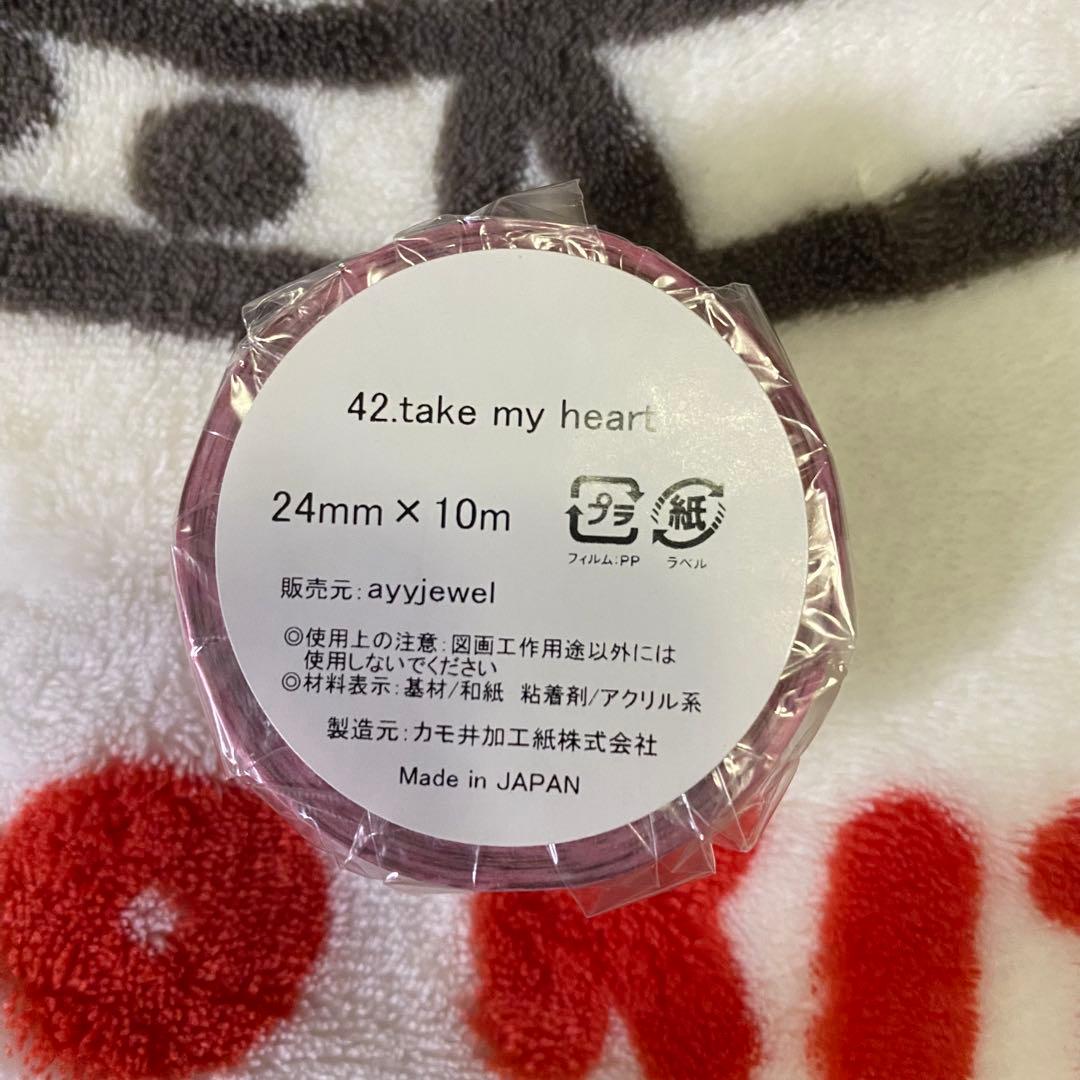 42.take my heart
24mm×10m
プラ 紙
フィルム:PP ラベル
販売元:ayyjewel
◎使用上の注意:図画工作用途以外には
使用しないでください
◎材料表示:基材/和紙 粘着剤/アクリル系
製造元:カモ井加工紙株式会社
Made in JAPAN
O KIT